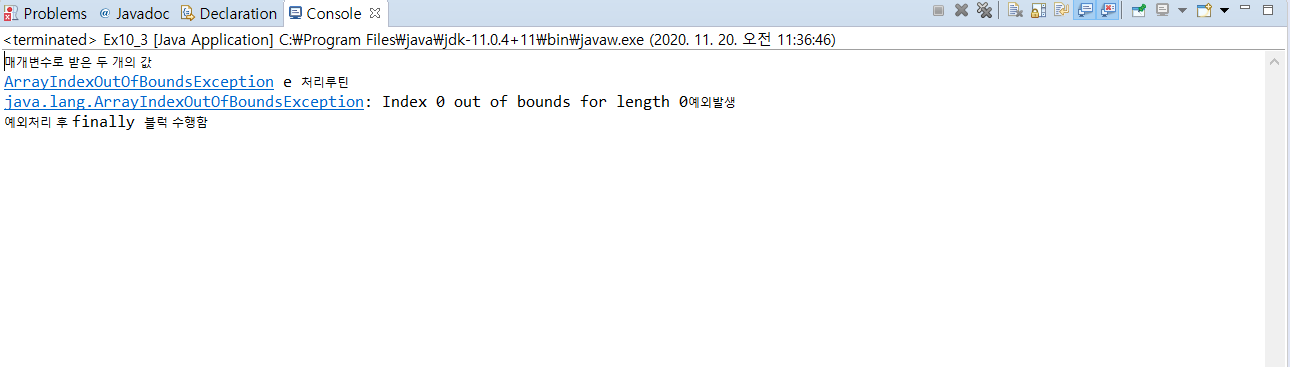 Problems @ Javadoc Declaration Console
<terminated> Ex10_3 [Java Application] C:₩Program Files₩java₩jdk-11.0.4+11₩bin₩javaw.exe (2020. 11. 20. 오전 11:36:46)
매개변수로 받은 두 개의 값
ArrayIndexOutOfBoundsException e 처리루틴
java.lang.ArrayIndexOutOfBoundsException: Index 0 out of bounds for length 0예외발생
예외처리 후 finally 블럭 수행함